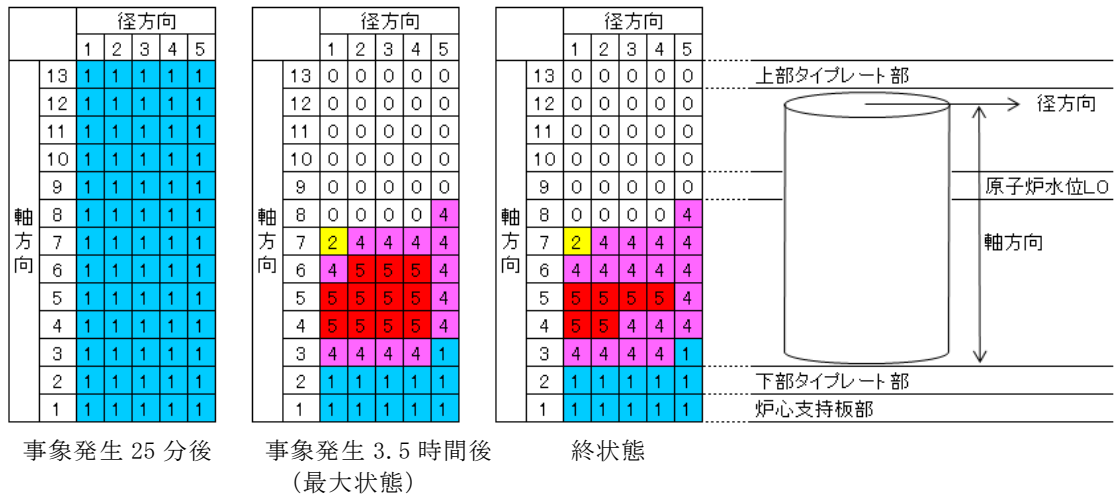 径方向 径方向 径方向
1 2 3 4 5 1 2 3 4 5 1 2 3 4 5
13 1 1 1 1 1 13 0 0 0 0 0 13 0 0 0 0 0 上部タイプレート部
12 1 1 1 1 1 12 0 0 0 0 0 12 0 0 0 0 0 径方向
11 1 1 1 1 1 11 0 0 0 0 0 11 0 0 0 0 0
10 1 1 1 1 1 10 0 0 0 0 0 10 0 0 0 0 0
9 1 1 1 1 1 9 0 0 0 0 0 9 0 0 0 0 0 原子炉水位L0
軸方向 8 1 1 1 1 1 軸方向 8 0 0 0 0 4 軸方向 8 0 0 0 0 4
7 1 1 1 1 1 7 2 4 4 4 4 7 2 4 4 4 4 軸方向
6 1 1 1 1 1 6 4 5 5 5 4 6 4 4 4 4 4
5 1 1 1 1 1 5 5 5 5 5 4 5 5 5 5 5 4
4 1 1 1 1 1 4 5 5 5 5 4 4 5 5 4 4 4
3 1 1 1 1 1 3 4 4 4 4 1 3 4 4 4 4 1
2 1 1 1 1 1 2 1 1 1 1 1 2 1 1 1 1 1 下部タイプレート部
1 1 1 1 1 1 1 1 1 1 1 1 1 1 1 1 1 1 炉心支持板部
事象発生 25 分後 事象発生 3.5 時間後 終状態
(最大状態)